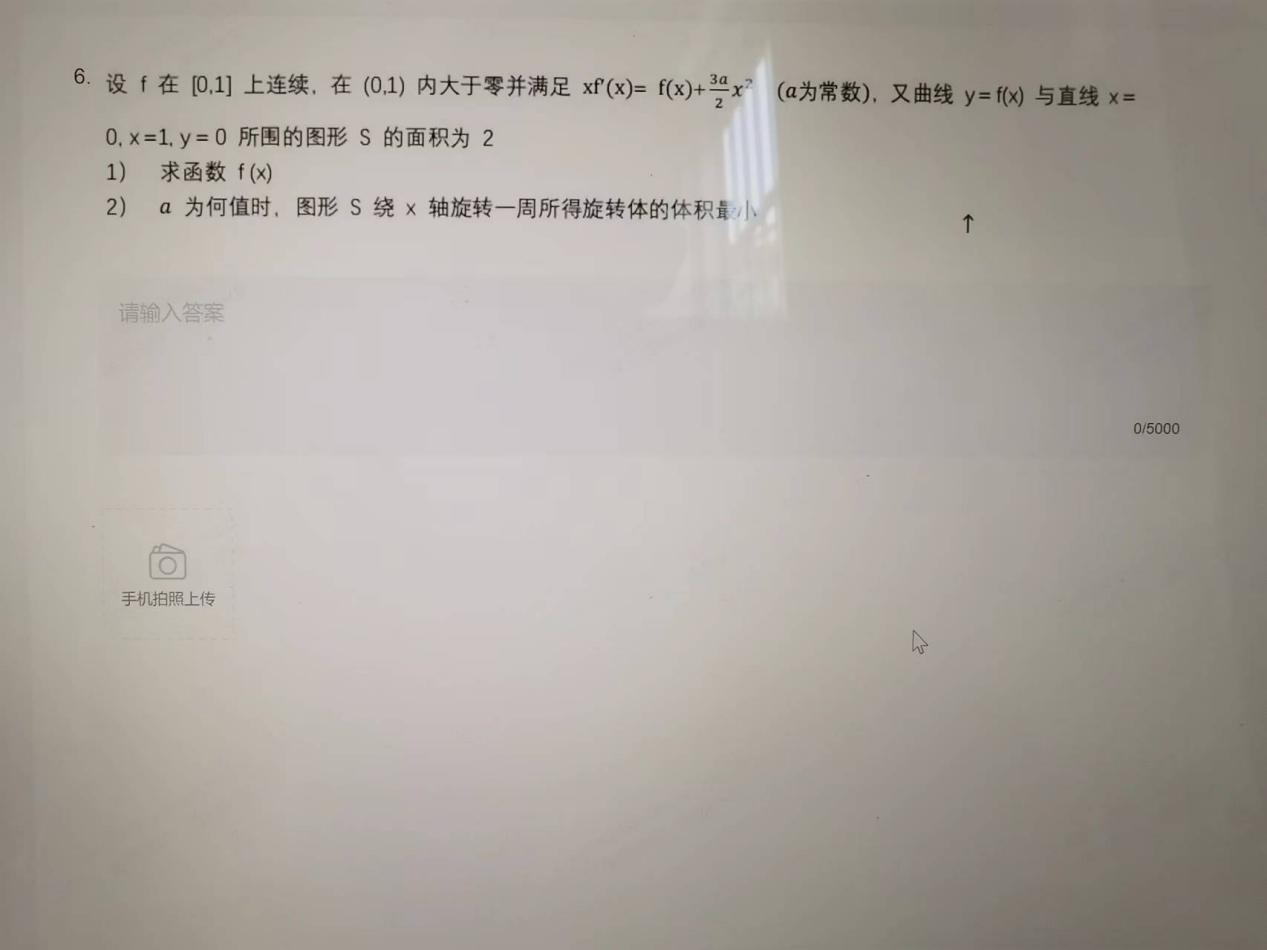 6. 设 f 在 [0,1] 上连续，在 (0,1) 内大于零并满足 xf′(x)= f(x)+$\frac{3a}{2}x^2$ (a为常数)，又曲线 y=f(x) 与直线 x=
0, x=1, y=0 所围的图形 S 的面积为 2
1) 求函数 f(x)
2) a 为何值时，图形 S 绕 x 轴旋转一周所得旋转体的体积最小
↑
请输入答案
0/5000
手机拍照上传